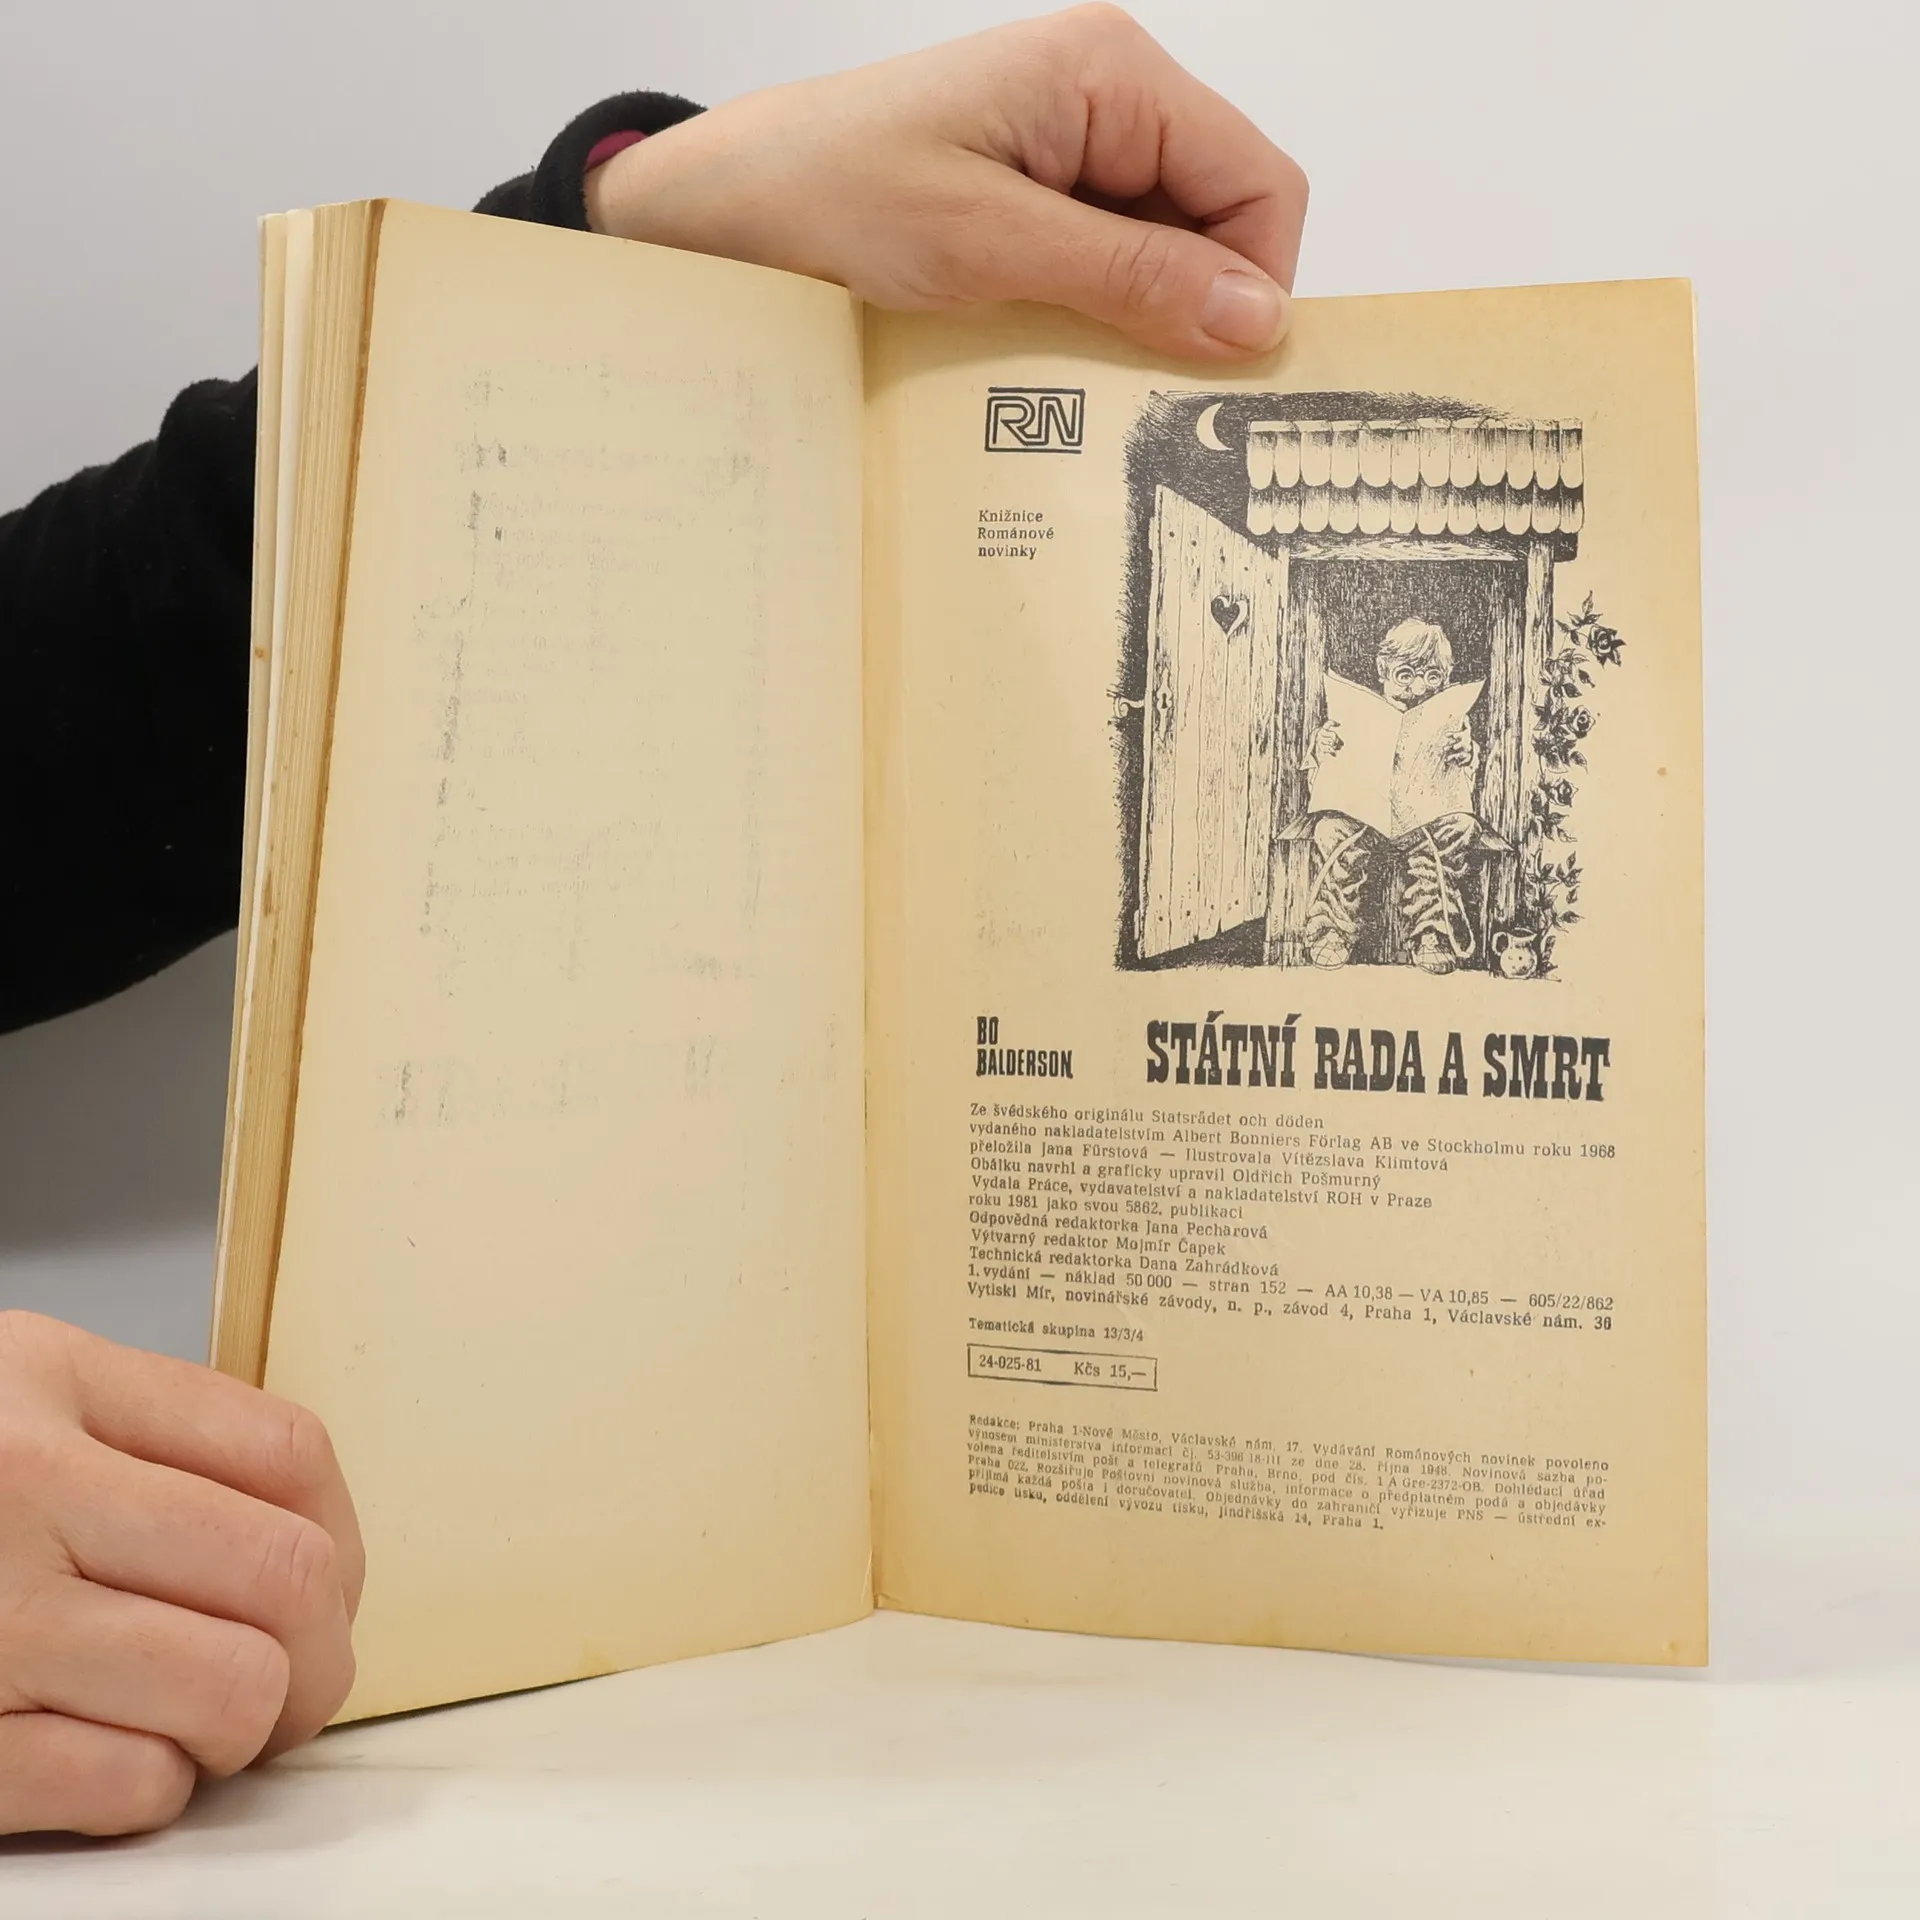 RN
Knižnice
Románové
novinky
BO
BALDERSON
STÁTNÍ RADA A SMRT
Ze švédského originálu Statsrådet och döden
vydaného nakladatelstvím Albert Bonniers Förlag AB ve Stockholmu roku 1968
přeložila Jana Fürstová — Ilustrovala Vítězslava Klimtová
Obálku navrhl a graficky upravil Oldřich Pošmurný
Vydala Práce, vydavatelství a nakladatelství ROH v Praze
roku 1981 jako svou 5862. publikaci
Odpovědná redaktorka Jana Pecharová
Výtvarný redaktor Mojmír Čapek
Technická redaktorka Dana Zahrádková
1. vydání — náklad 50 000 — stran 152 — AA 10,38 — VA 10,85 — 605/22/862
Vytiskl Mír, novinářské závody, n. p., závod 4, Praha 1, Václavské nám. 36
Tematická skupina 13/3/4
24-025-81 Kčs 15,—
Redakce: Praha 1-Nové Město, Václavské nám. 17. Vydávání Románových novinek povoleno
výnosem ministerstva informací čj. 53-396 18-III ze dne 28. října 1948. Novinová sazba po-
volena ředitelstvím pošt a telegrafů Praha, Brno, pod čís. 1 A Gre-2372-OB. Dohlédací úřad
Praha 022. Rozšiřuje Poštovní novinová služba, informace o předplatném podá a objednávky
přijímá každá pošta i doručovatel. Objednávky do zahraničí vyřizuje PNS — ústřední ex-
pedice tisku, oddělení vývozu tisku, Jindřišská 14, Praha 1.